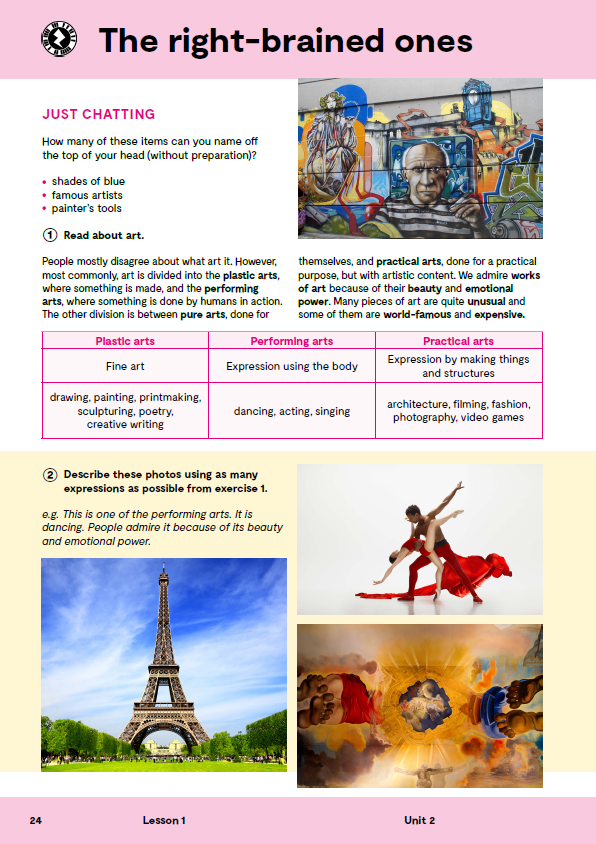 The right-brained ones
JUST CHATTING
How many of these items can you name off
the top of your head (without preparation)?
• shades of blue
• famous artists
• painter's tools
1 Read about art.
People mostly disagree about what art it. However,
most commonly, art is divided into the plastic arts,
where something is made, and the performing
arts, where something is done by humans in action.
The other division is between pure arts, done for
themselves, and practical arts, done for a practical
purpose, but with artistic content. We admire works
of art because of their beauty and emotional
power. Many pieces of art are quite unusual and
some of them are world-famous and expensive.
Plastic arts
Performing arts
Practical arts
Fine art
Expression using the body
Expression by making things
and structures
drawing, painting, printmaking,
sculpturing, poetry,
creative writing
dancing, acting, singing
architecture, filming, fashion,
photography, video games
2 Describe these photos using as many
expressions as possible from exercise 1.
e.g. This is one of the performing arts. It is
dancing. People admire it because of its beauty
and emotional power.
24
Lesson 1
Unit 2